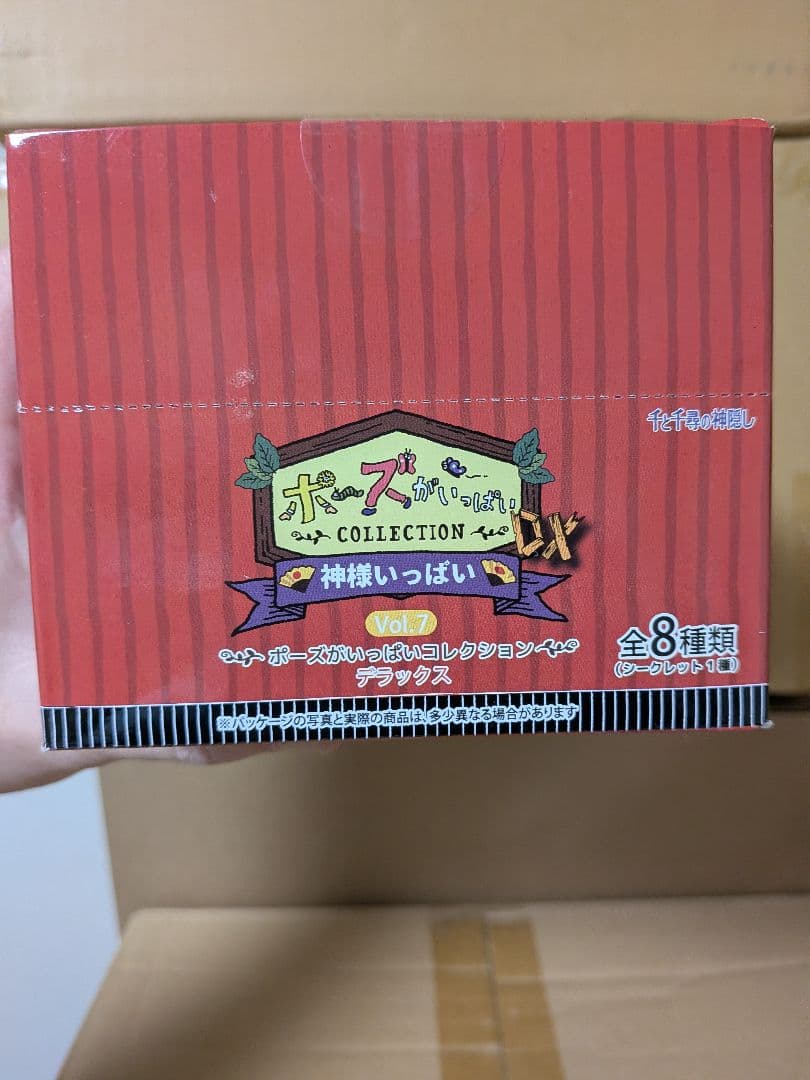 千と千尋の神隠し
ポーズがいっぱい
COLLECTION DX
神様いっぱい
Vol.7
ポーズがいっぱいコレクション
デラックス
全8種類
(シークレット1種)
※パッケージの写真と実際の商品は、多少異なる場合があります